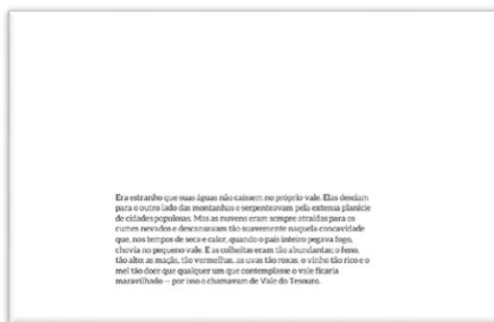 Era estranho que suas águas não caíssem no próprio vale. Elas desciam
para o outro lado das montanhas e serpenteavam pela extensa planície
de cidades populosas. Mas as nuvens eram sempre atraídas para os
cumes nevados e descansavam tão suavemente naquela concavidade
que, nos tempos de seca e calor, quando o país inteiro pegava fogo,
chovia no pequeno vale. E as colheitas eram tão abundantes; o feno,
tão alto; as maçãs, tão vermelhas, as uvas tão roxas, o vinho tão rico e o
mel tão doce que qualquer um que contemplasse o vale ficaria
maravilhado — por isso o chamavam de Vale do Tesouro.